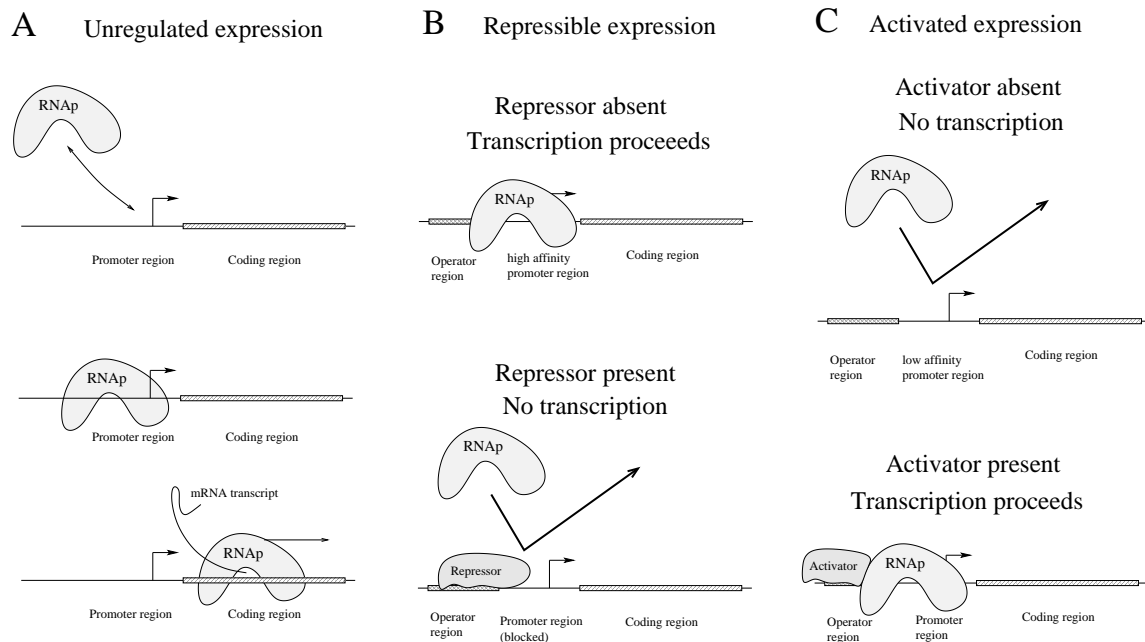 A
Unregulated expression
RNAp
Promoter region
Coding region
RNAp
Promoter region
Coding region
mRNA transcript
RNAp
Promoter region
Coding region
B
Repressible expression
Repressor absent
Transcription proceeeds
RNAp
Operator
region
high affinity
promoter region
Coding region
Repressor present
No transcription
RNAp
Repressor
Operator
region
Promoter region
(blocked)
Coding region
C
Activated expression
Activator absent
No transcription
RNAp
Operator
region
low affinity
promoter region
Coding region
Activator present
Transcription proceeds
Activator
RNAp
Operator
region
Promoter
region
Coding region